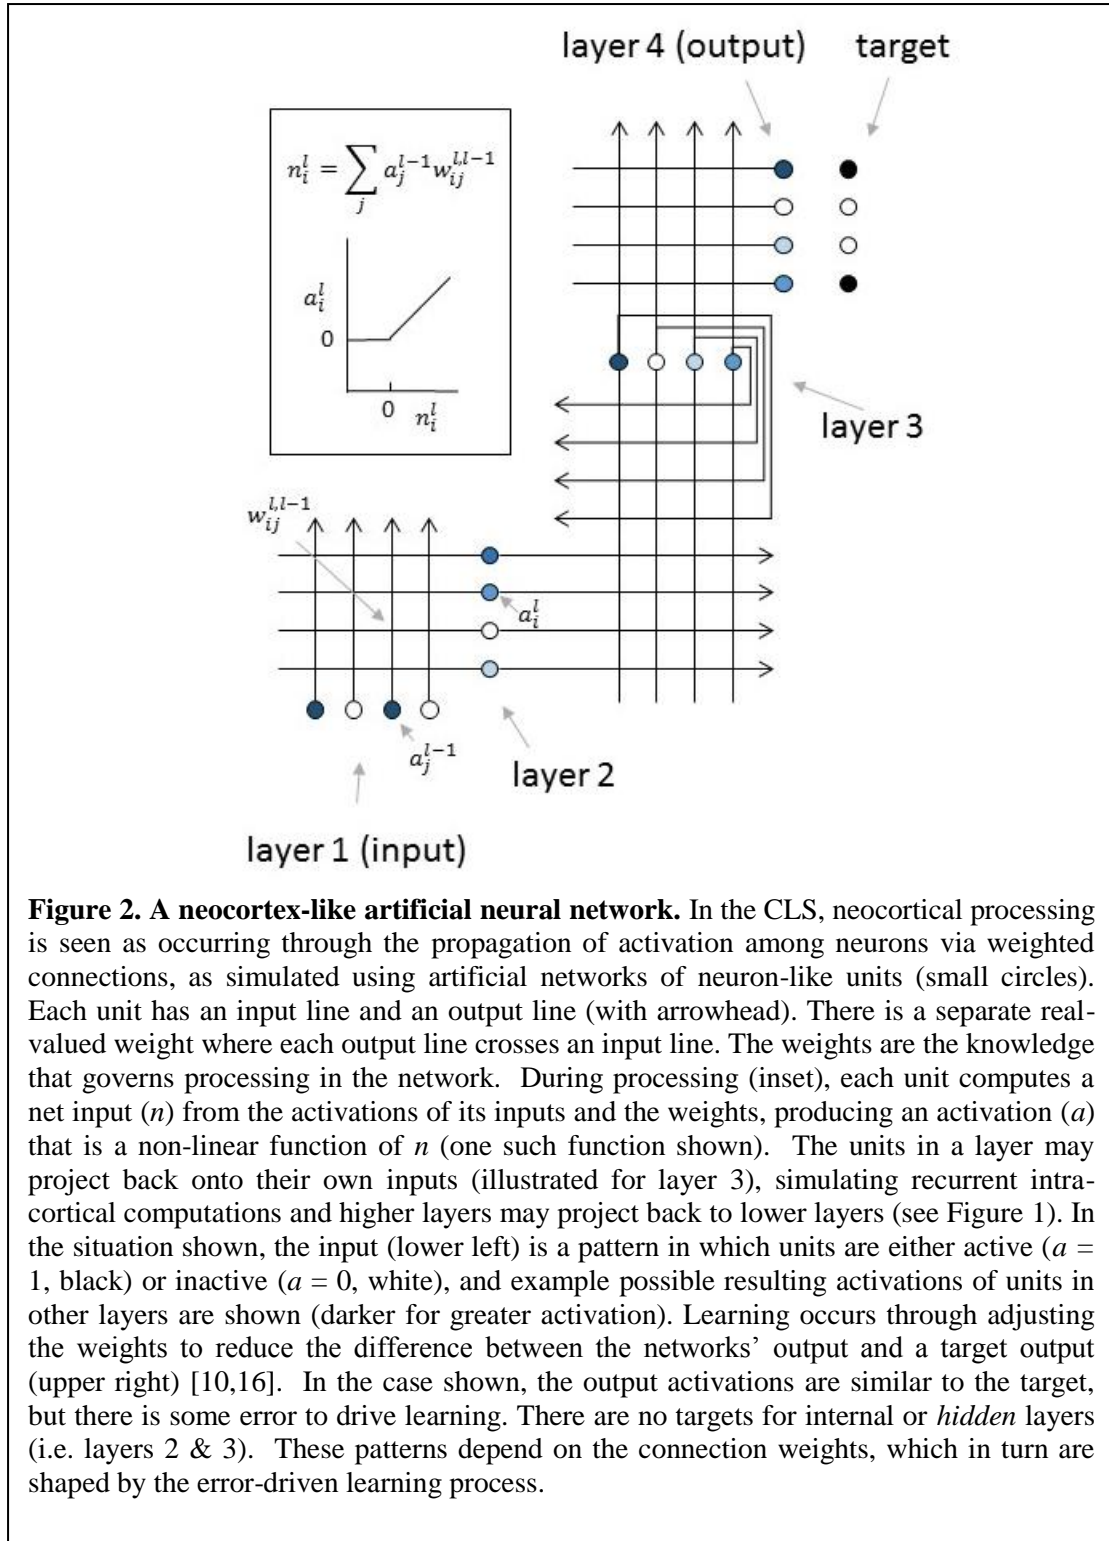 layer 4 (output) target
n_i^l = ∑_j a_j^{l-1} w_{ij}^{l,l-1}
a_i^l
0
0 n_i^l
layer 3
w_{ij}^{l,l-1}
a_i^l
a_j^{l-1}
layer 2
layer 1 (input)
Figure 2. A neocortex-like artificial neural network. In the CLS, neocortical processing
is seen as occurring through the propagation of activation among neurons via weighted
connections, as simulated using artificial networks of neuron-like units (small circles).
Each unit has an input line and an output line (with arrowhead). There is a separate real-
valued weight where each output line crosses an input line. The weights are the knowledge
that governs processing in the network. During processing (inset), each unit computes a
net input (n) from the activations of its inputs and the weights, producing an activation (a)
that is a non-linear function of n (one such function shown). The units in a layer may
project back onto their own inputs (illustrated for layer 3), simulating recurrent intra-
cortical computations and higher layers may project back to lower layers (see Figure 1). In
the situation shown, the input (lower left) is a pattern in which units are either active (a =
1, black) or inactive (a = 0, white), and example possible resulting activations of units in
other layers are shown (darker for greater activation). Learning occurs through adjusting
the weights to reduce the difference between the networks’ output and a target output
(upper right) [10,16]. In the case shown, the output activations are similar to the target,
but there is some error to drive learning. There are no targets for internal or hidden layers
(i.e. layers 2 & 3). These patterns depend on the connection weights, which in turn are
shaped by the error-driven learning process.